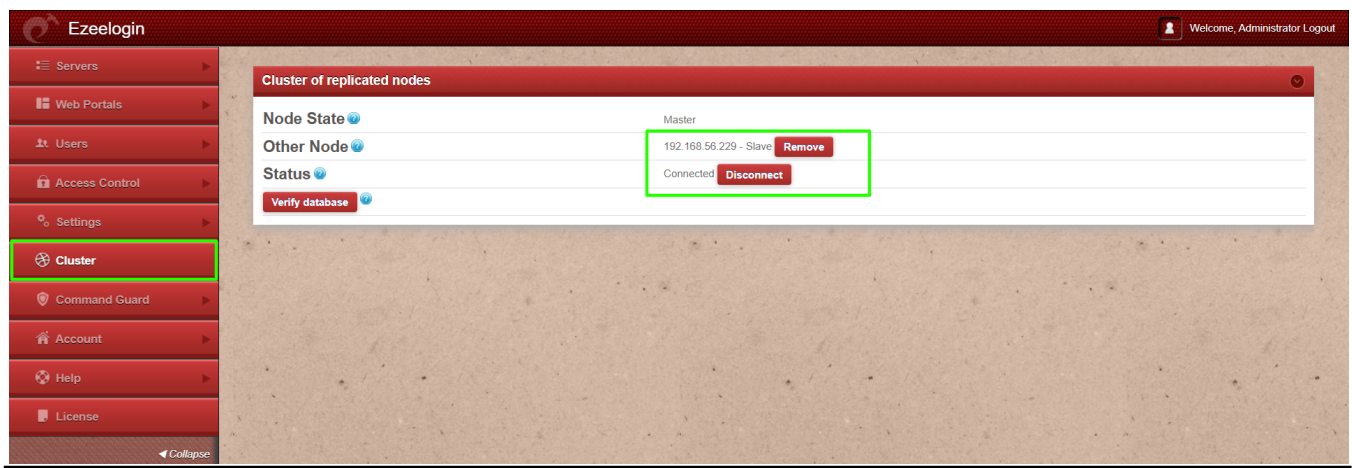 Ezeelogin
Welcome, Administrator Logout
Servers
Web Portals
Users
Access Control
Settings
Cluster
Command Guard
Account
Help
License
Collapse
Cluster of replicated nodes
Node State Master
Other Node 192.168.56.229 - Slave Remove
Status Connected Disconnect
Verify database